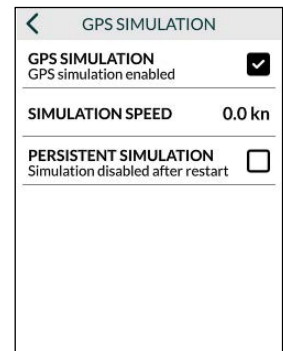 GPS SIMULATION
GPS SIMULATION
GPS simulation enabled
SIMULATION SPEED 0.0 kn
PERSISTENT SIMULATION
Simulation disabled after restart